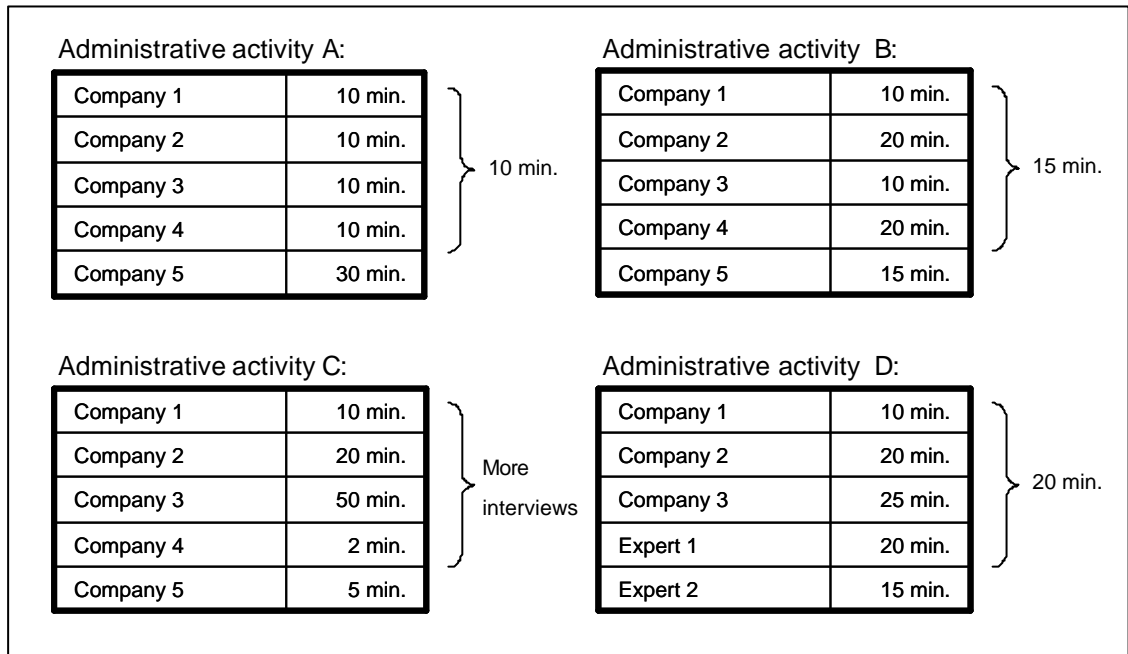 Administrative activity A:
Company 1 10 min.
Company 2 10 min.
Company 3 10 min.
Company 4 10 min.
Company 5 30 min.
10 min.
Administrative activity B:
Company 1 10 min.
Company 2 20 min.
Company 3 10 min.
Company 4 20 min.
Company 5 15 min.
15 min.
Administrative activity C:
Company 1 10 min.
Company 2 20 min.
Company 3 50 min.
Company 4 2 min.
Company 5 5 min.
More
interviews
Administrative activity D:
Company 1 10 min.
Company 2 20 min.
Company 3 25 min.
Expert 1 20 min.
Expert 2 15 min.
20 min.